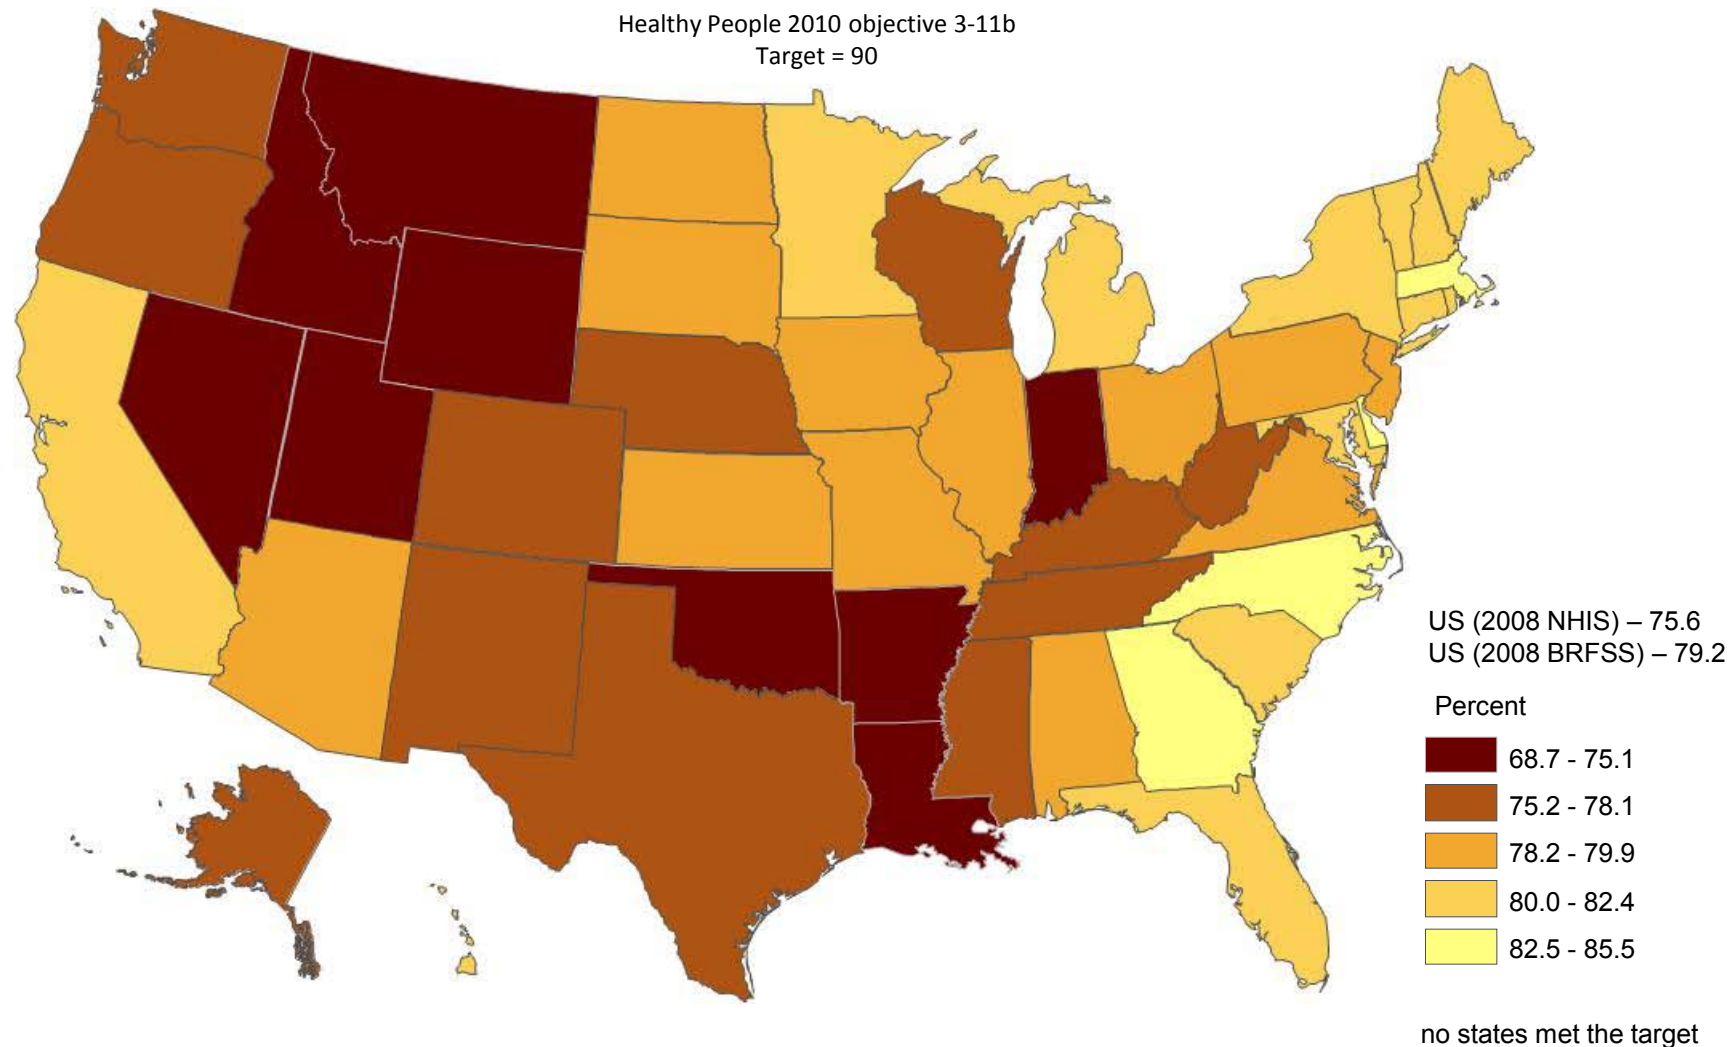 Healthy People 2010 objective 3-11b
Target = 90
US (2008 NHIS) – 75.6
US (2008 BRFSS) – 79.2
Percent
68.7 - 75.1
75.2 - 78.1
78.2 - 79.9
80.0 - 82.4
82.5 - 85.5
no states met the target